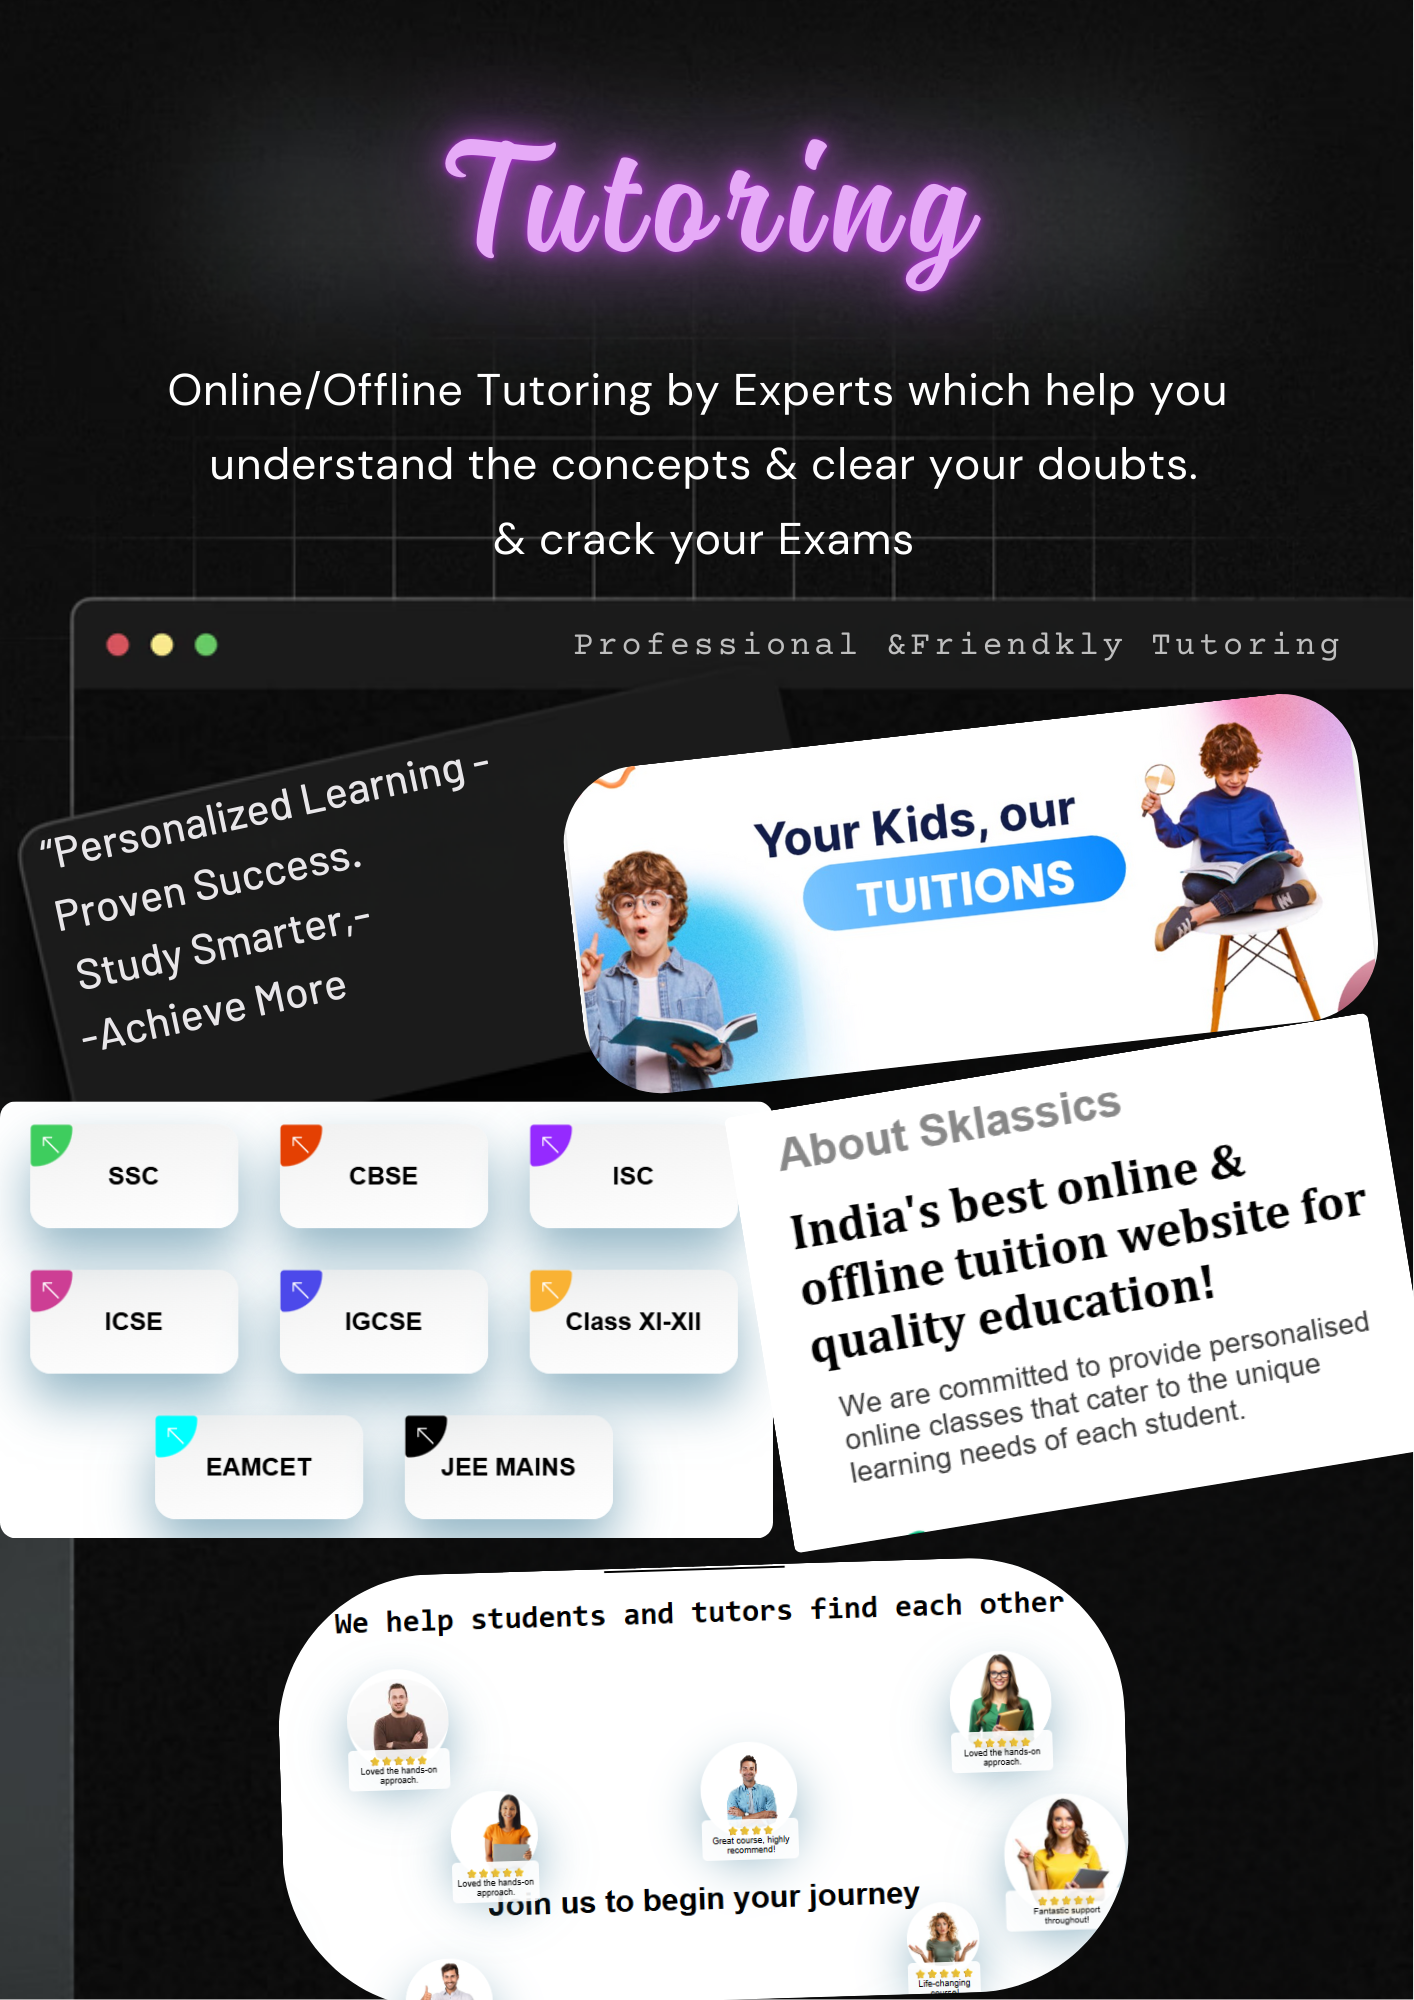 Tutoring
Online/Offline Tutoring by Experts which help you
understand the concepts & clear your doubts.
& crack your Exams
Professional &Friendkly Tutoring
“Personalized Learning -
Proven Success.
Study Smarter,-
-Achieve More
Your Kids, our
TUITIONS
SSC
CBSE
ISC
ICSE
IGCSE
Class XI-XII
EAMCET
JEE MAINS
About Sklassics
India's best online &
offline tuition website for
quality education!
We are committed to provide personalised
online classes that cater to the unique
learning needs of each student.
We help students and tutors find each other
Loved the hands-on
approach.
Loved the hands-on
approach.
Great course, highly
recommend!
Loved the hands-on
approach.
Fantastic support
throughout!
Join us to begin your journey
Life-changing
course!